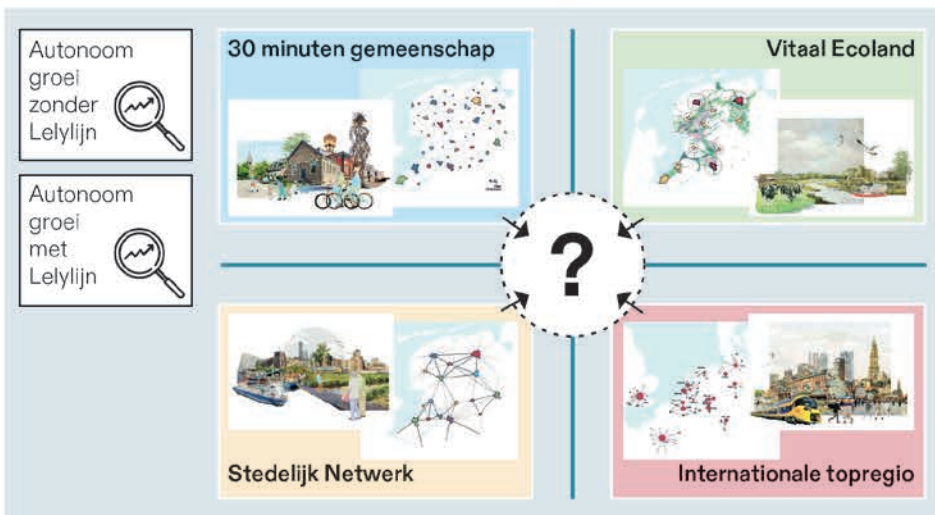 Autonoom
groei
zonder
Lelylijn
Autonoom
groei
met
Lelylijn
30 minuten gemeenschap
Vitaal Ecoland
?
Stedelijk Netwerk
Internationale topregio